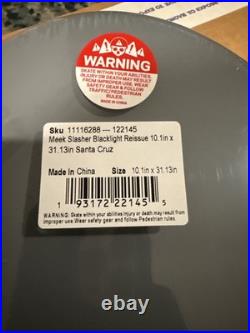 WARNING
SKATE WITHIN YOUR ABILITIES.
INJURY OR DEATH MAY RESULT
FROM IMPROPER USE. WEAR
SAFETY GEAR & FOLLOW
TRAFFIC/PEDESTRIAN
RULES.
MADE IN CHINA
Sku 11116288 — 122145
Meek Slasher Blacklight Reissue 10.1in x
31.13in Santa Cruz
Made In China Size 10.1in x 31.13in
1 93172 22145 5
WARNING: Skate within your abilities injury or death may result from
improper use Wear safety gear and follow Pedestrian rules.